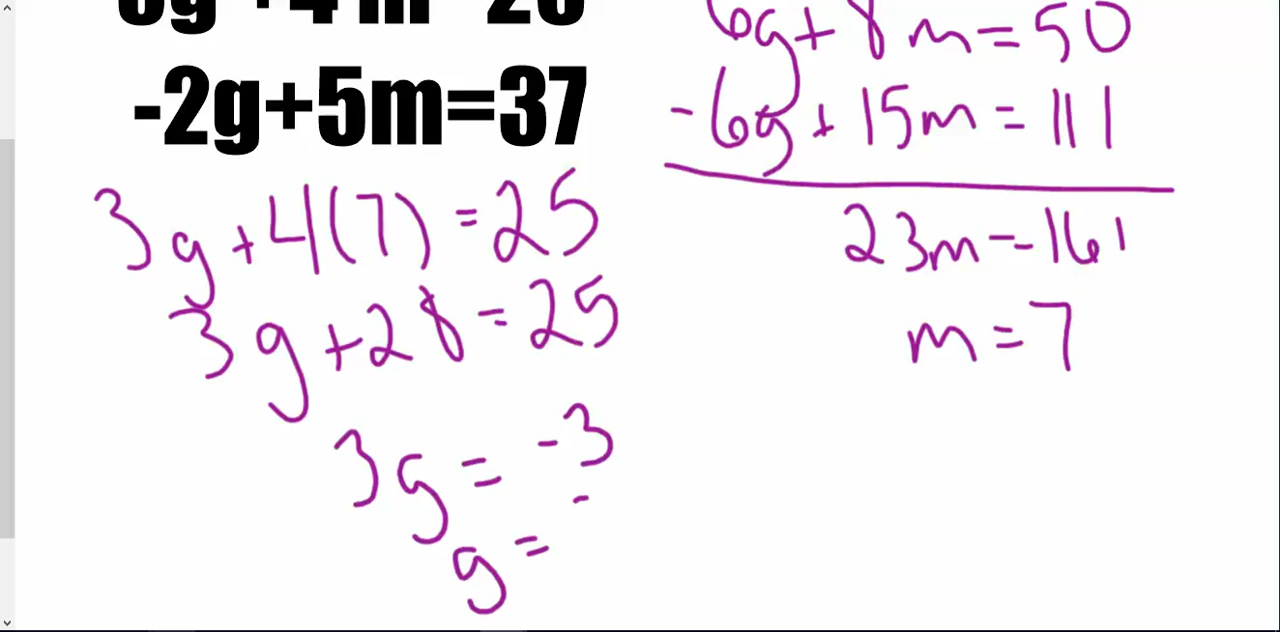 -2g+5m=37
3g+4(7)=25
3g+28=25
3g=-3
g=-
6g+8m=50
-6g+15m=111
23m=161
m=7